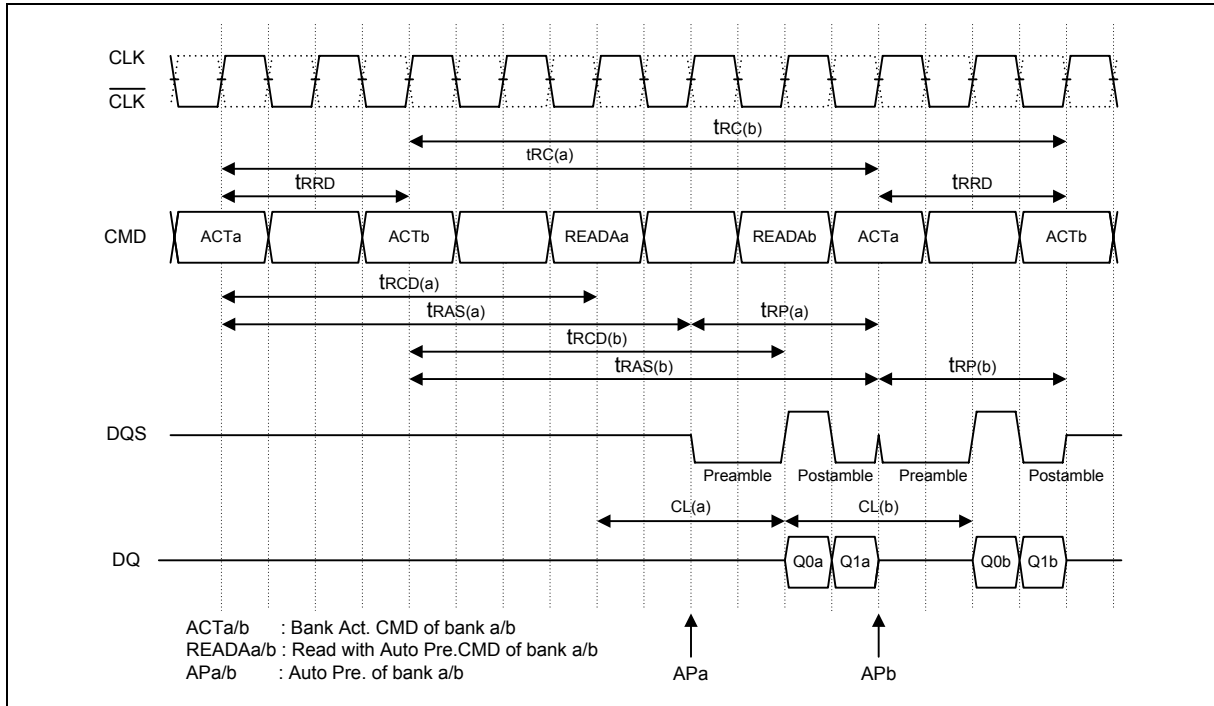 CLK
CLK
tRC(b)
tRC(a)
tRRD tRRD
CMD ACTa ACTb READAa READAb ACTa ACTb
tRCD(a)
tRAS(a) tRP(a)
tRCD(b)
tRAS(b) tRP(b)
DQS
Preamble Postamble Preamble Postamble
CL(a) CL(b)
DQ Q0a Q1a Q0b Q1b
ACTa/b : Bank Act. CMD of bank a/b
READAa/b : Read with Auto Pre.CMD of bank a/b
APa/b : Auto Pre. of bank a/b
APa APb